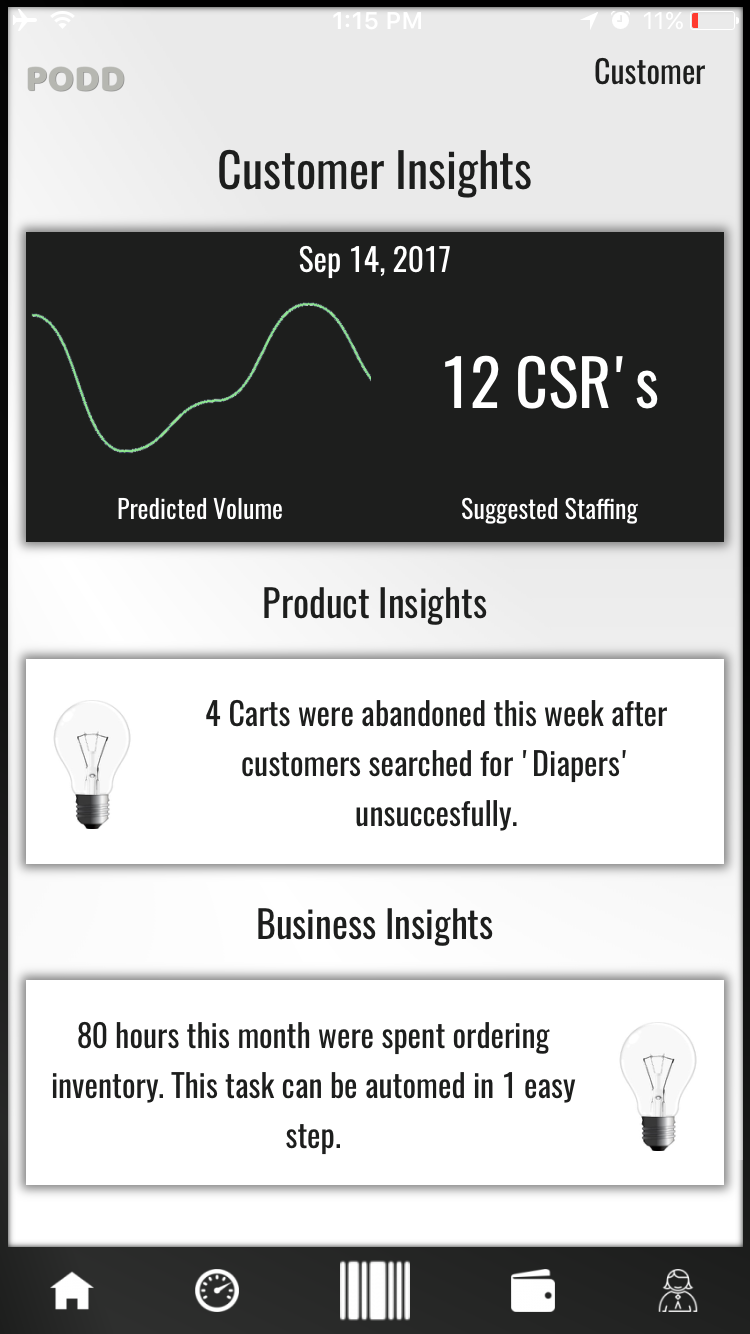 1:15 PM
11%
PODD
Customer
Customer Insights
Sep 14, 2017
12 CSR's
Predicted Volume
Suggested Staffing
Product Insights
4 Carts were abandoned this week after
customers searched for 'Diapers'
unsuccesfully.
Business Insights
80 hours this month were spent ordering
inventory. This task can be automed in 1 easy
step.